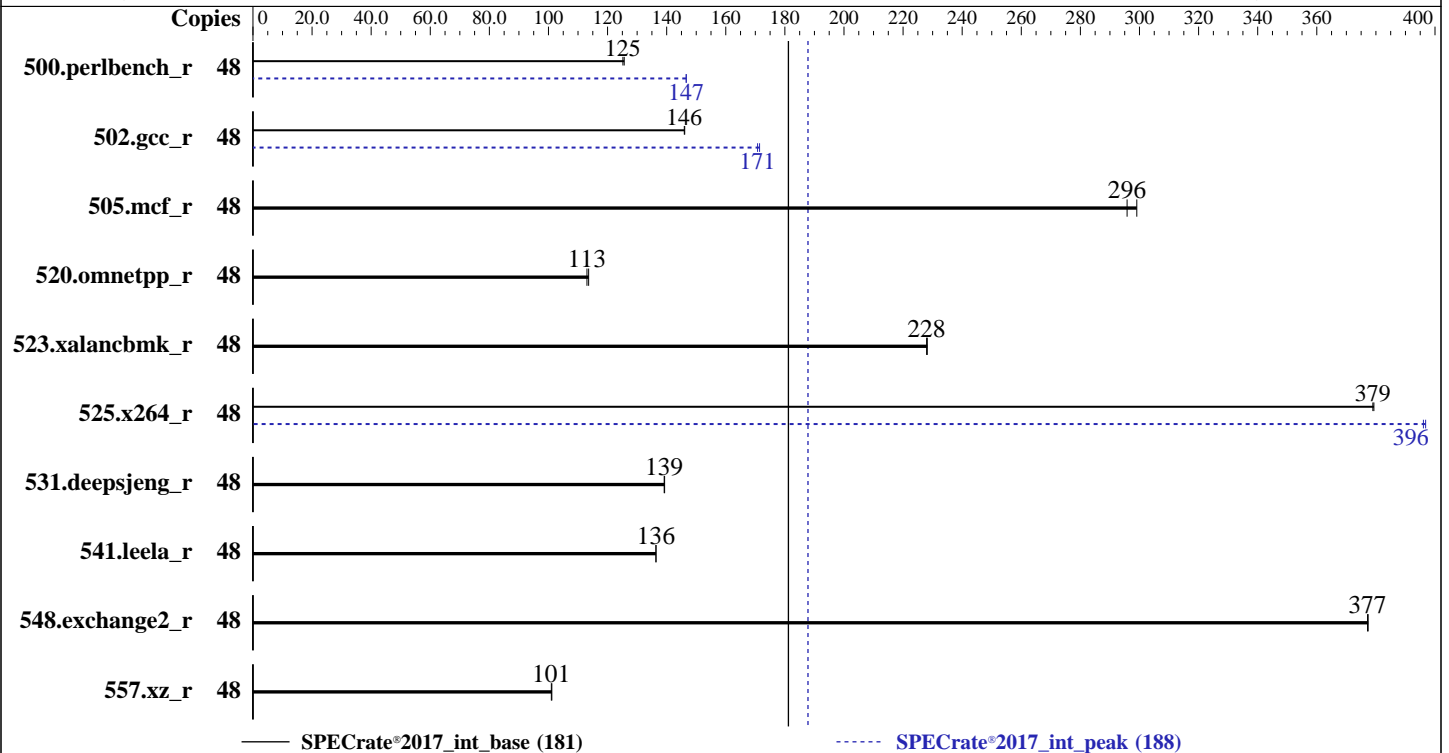 Copies 0 20.0 40.0 60.0 80.0 100 120 140 160 180 200 220 240 260 280 300 320 340 360 400
500.perlbench_r 48 125
147
502.gcc_r 48 146
171
505.mcf_r 48 296
520.omnetpp_r 48 113
523.xalancbmk_r 48 228
525.x264_r 48 379
396
531.deepsjeng_r 48 139
541.leela_r 48 136
548.exchange2_r 48 377
557.xz_r 48 101
SPECrate®2017_int_base (181) SPECrate®2017_int_peak (188)